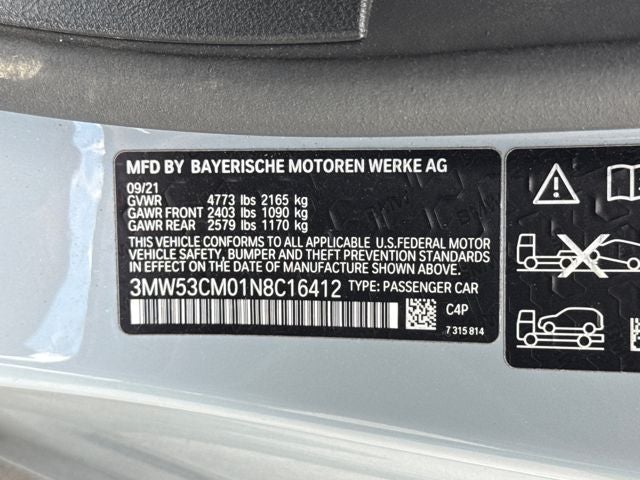 MFD BY BAYERISCHE MOTOREN WERKE AG
09/21
GVWR 4773 lbs 2165 kg
GAWR FRONT 2403 lbs 1090 kg
GAWR REAR 2579 lbs 1170 kg
THIS VEHICLE CONFORMS TO ALL APPLICABLE U.S.FEDERAL MOTOR
VEHICLE SAFETY, BUMPER, AND THEFT PREVENTION STANDARDS
IN EFFECT ON THE DATE OF MANUFACTURE SHOWN ABOVE.
3MW53CM01N8C16412 TYPE: PASSENGER CAR
C4P
7 315 814